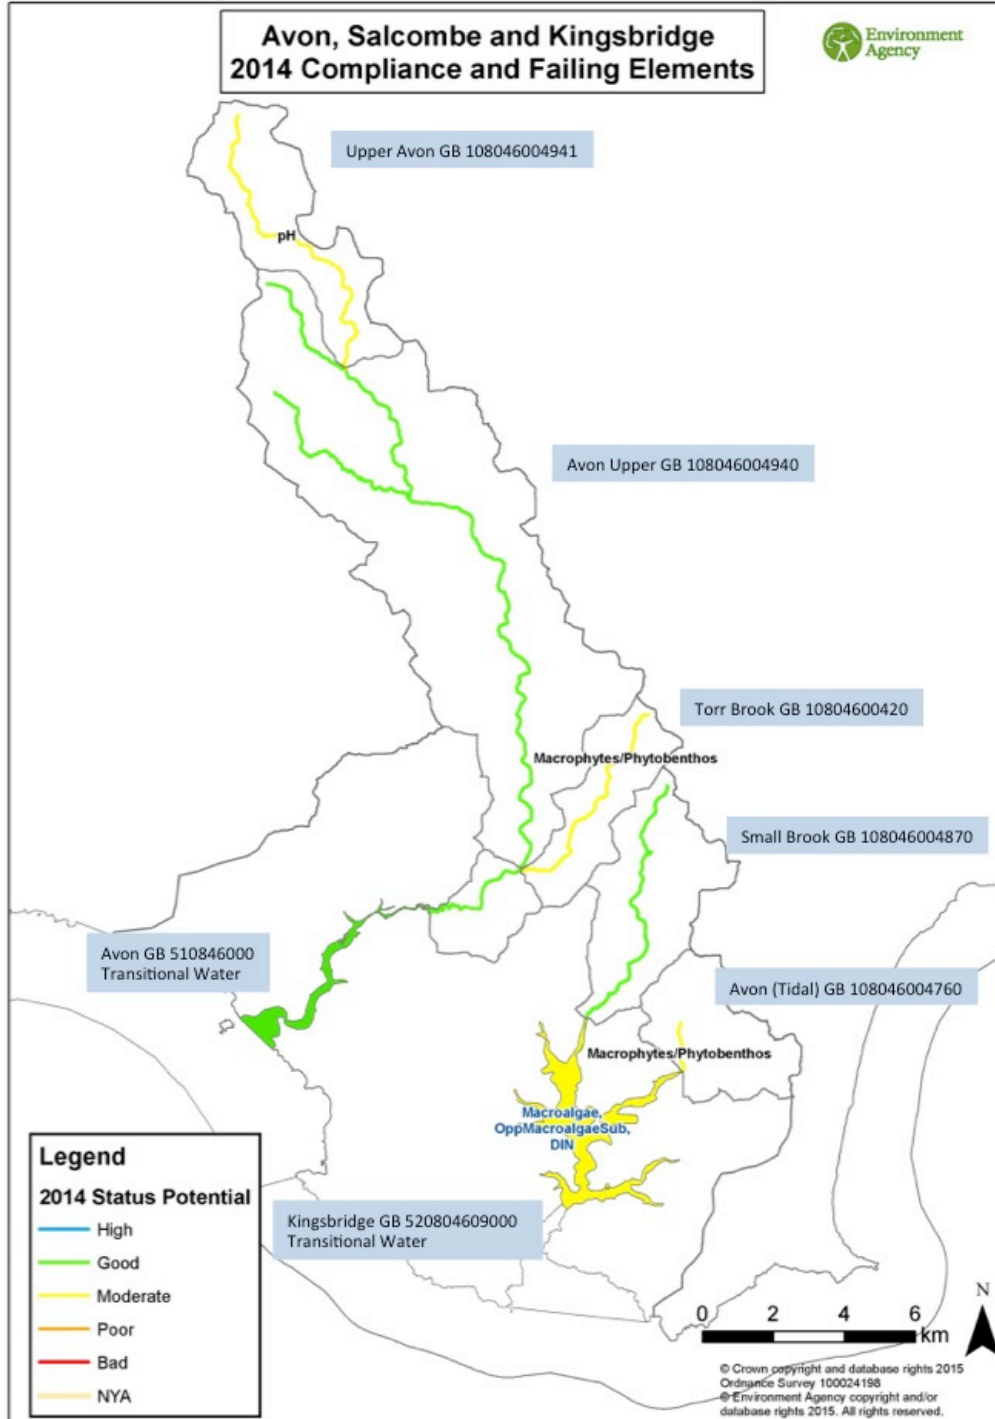 Avon, Salcombe and Kingsbridge
2014 Compliance and Failing Elements
Environment
Agency
Upper Avon GB 108046004941
pH
Avon Upper GB 108046004940
Torr Brook GB 10804600420
Macrophytes/Phytobenthos
Small Brook GB 108046004870
Avon GB 510846000
Transitional Water
Avon (Tidal) GB 108046004760
Macrophytes/Phytobenthos
Macroalgae,
OppMacroalgaeSub,
DIN
Kingsbridge GB 520804609000
Transitional Water
Legend
2014 Status Potential
High
Good
Moderate
Poor
Bad
NYA
N
0 2 4 6
km
© Crown copyright and database rights 2015
Ordnance Survey 100024198
© Environment Agency copyright and/or
database rights 2015. All rights reserved.